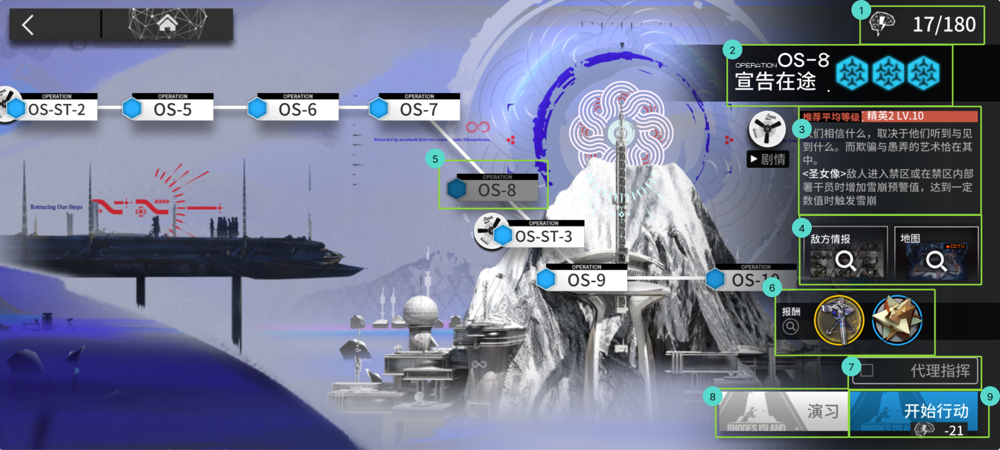 1
17/180
2
OPERATION OS-8
宣告在途
OPERATION
OS-ST-2
OPERATION
OS-5
OPERATION
OS-6
OPERATION
OS-7
Rivers fed by snowmelt flow ever towa Lake Silbernherze,
3
推荐平均等级 精英2 LV.10
人们相信什么，取决于他们听到与见
到什么。而欺骗与愚弄的艺术恰在其
中。
<圣女像>敌人进入禁区或在禁区内部
署干员时增加雪崩预警值，达到一定
数值时触发雪崩
剧情
5
OPERATION
OS-8
Retracing Our Steps
4
敌方情报
地图
CCTV
OPERATION
OS-ST-3
OPERATION
OS-9
OPERATION
OS-10
6
报酬
7
代理指挥
8
演习
RHODES ISLAND
9
开始行动
RHODES ISLA
-21